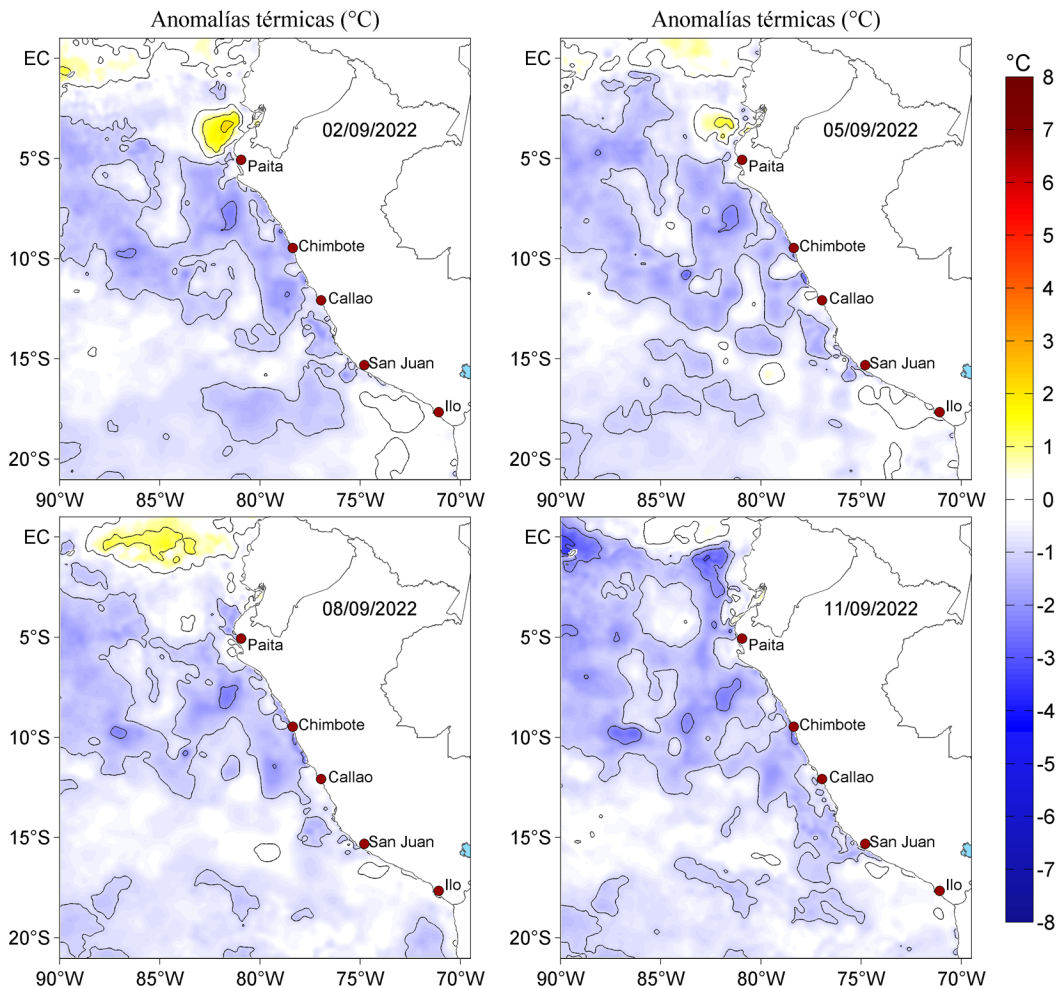 Anomalías térmicas (°C)
Anomalías térmicas (°C)
EC
5°S
10°S
15°S
20°S
02/09/2022
Paita
Chimbote
Callao
San Juan
Ilo
90°W
85°W
80°W
75°W
70°W
EC
5°S
10°S
15°S
20°S
05/09/2022
Paita
Chimbote
Callao
San Juan
Ilo
90°W
85°W
80°W
75°W
70°W
EC
5°S
10°S
15°S
20°S
08/09/2022
Paita
Chimbote
Callao
San Juan
Ilo
90°W
85°W
80°W
75°W
70°W
EC
5°S
10°S
15°S
20°S
11/09/2022
Paita
Chimbote
Callao
San Juan
Ilo
90°W
85°W
80°W
75°W
70°W
°C
8
7
6
5
4
3
2
1
0
-1
-2
-3
-4
-5
-6
-7
-8